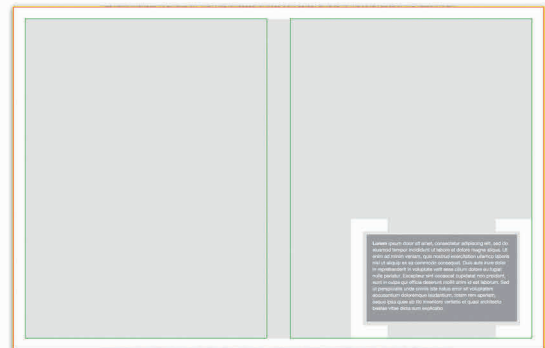 Lorem ipsum dolor sit amet, consectetur adipiscing elit, sed do
eiusmod tempor incididunt ut labore et dolore magna aliqua. Ut
enim ad minim veniam, quis nostrud exercitation ullamco laboris
nisi ut aliquip ex ea commodo consequat. Duis aute irure dolor
in reprehenderit in voluptate velit esse cillum dolore eu fugiat
nulla pariatur. Excepteur sint occaecat cupidatat non proident,
sunt in culpa qui officia deserunt mollit anim id est laborum. Sed
ut perspiciatis unde omnis iste natus error sit voluptatem
accusantium doloremque laudantium, totam rem aperiam,
eaque ipsa quae ab illo inventore veritatis et quasi architecto
beatae vitae dicta sunt explicabo.